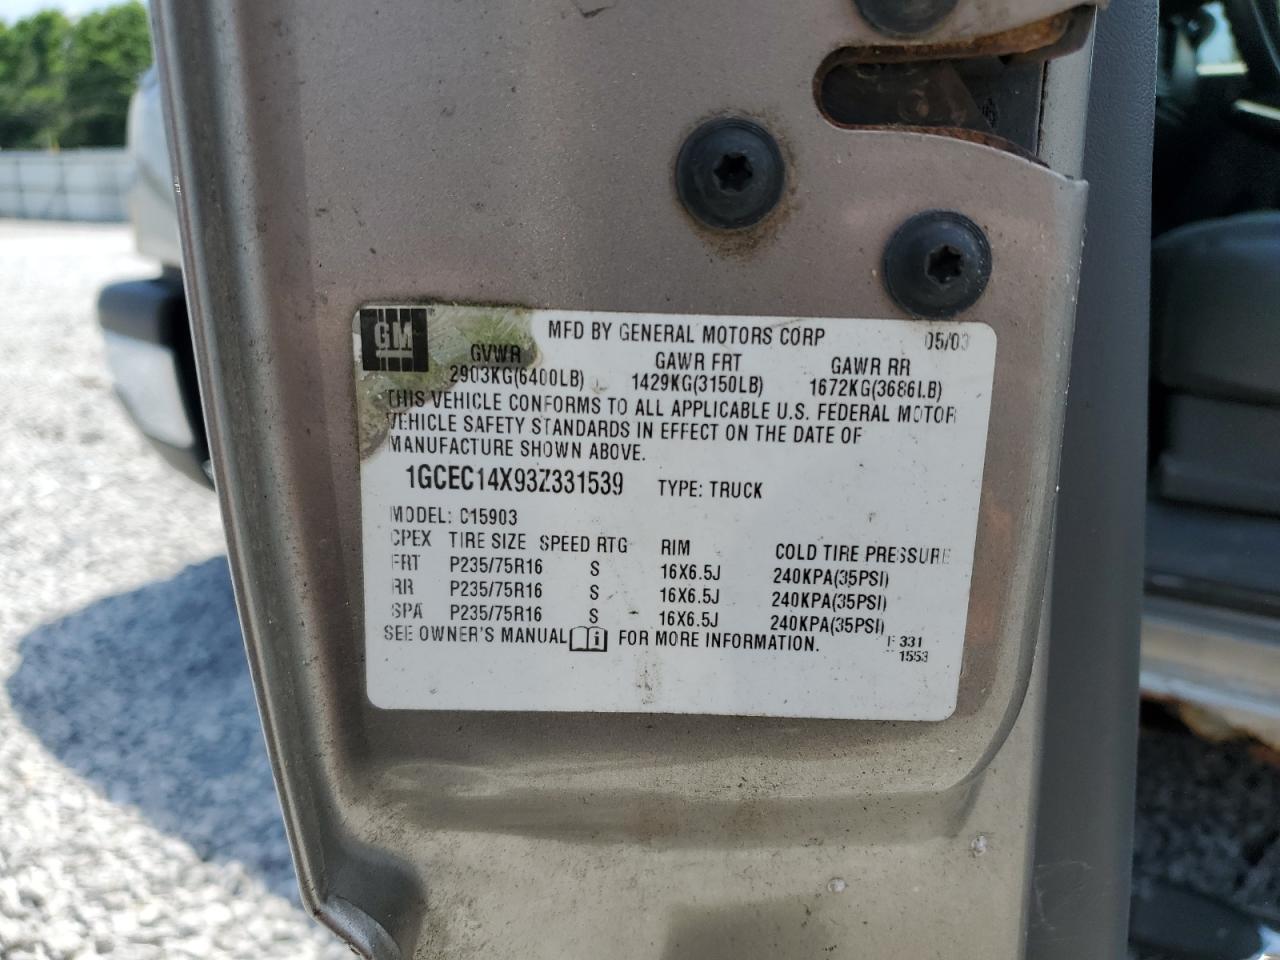 GM MFD BY GENERAL MOTORS CORP 05/03
GVWR GAWR FRT GAWR RR
2903KG(6400LB) 1429KG(3150LB) 1672KG(3686LB)
THIS VEHICLE CONFORMS TO ALL APPLICABLE U.S. FEDERAL MOTOR
VEHICLE SAFETY STANDARDS IN EFFECT ON THE DATE OF
MANUFACTURE SHOWN ABOVE.
1GCEC14X93Z331539 TYPE: TRUCK
MODEL: C15903
CPEX TIRE SIZE SPEED RTG RIM COLD TIRE PRESSURE
FRT P235/75R16 S 16X6.5J 240KPA(35PSI)
RR P235/75R16 S 16X6.5J 240KPA(35PSI)
SPA P235/75R16 S 16X6.5J 240KPA(35PSI)
SEE OWNER'S MANUAL i FOR MORE INFORMATION.
331
1553